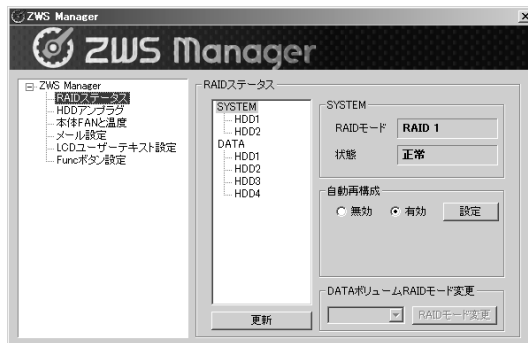 ZWS Manager
ZWS Manager
ZWS Manager
RAIDステータス
HDDアンプラグ
本体FANと温度
メール設定
LCDユーザーテキスト設定
Funcボタン設定
RAIDステータス
SYSTEM
HDD1
HDD2
DATA
HDD1
HDD2
HDD3
HDD4
更新
SYSTEM
RAIDモード RAID 1
状態 正常
自動再構成
無効 有効 設定
DATAボリュームRAIDモード変更
RAIDモード変更